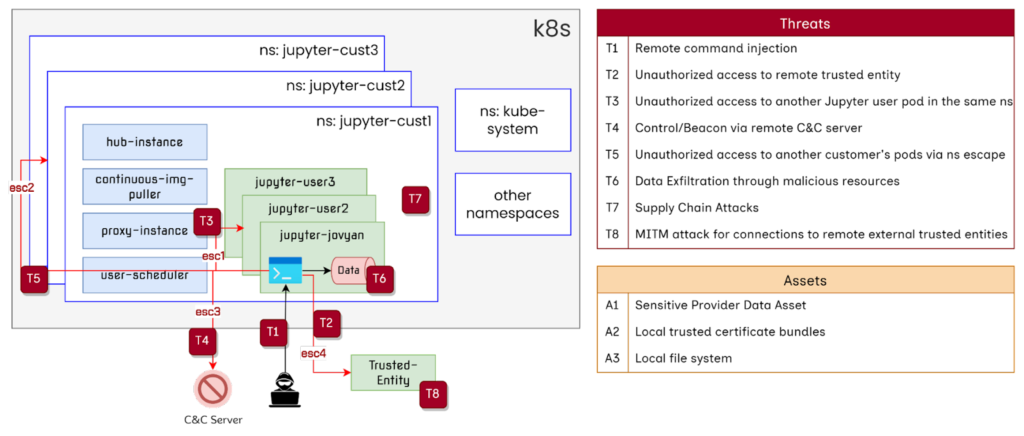 k8s
ns: jupyter-cust3
ns: jupyter-cust2
ns: jupyter-cust1
hub-instance
continuous-img-
puller
proxy-instance
user-scheduler
jupyter-user3
jupyter-user2
jupyter-jovyan
Data
ns: kube-
system
other
namespaces
esc2
T3
esc1
T7
T5
T6
esc3
T4
T1
T2
esc4
Trusted-
Entity
T8
C&C Server
Threats
T1 Remote command injection
T2 Unauthorized access to remote trusted entity
T3 Unauthorized access to another Jupyter user pod in the same ns
T4 Control/Beacon via remote C&C server
T5 Unauthorized access to another customer's pods via ns escape
T6 Data Exfiltration through malicious resources
T7 Supply Chain Attacks
T8 MITM attack for connections to remote external trusted entities
Assets
A1 Sensitive Provider Data Asset
A2 Local trusted certificate bundles
A3 Local file system